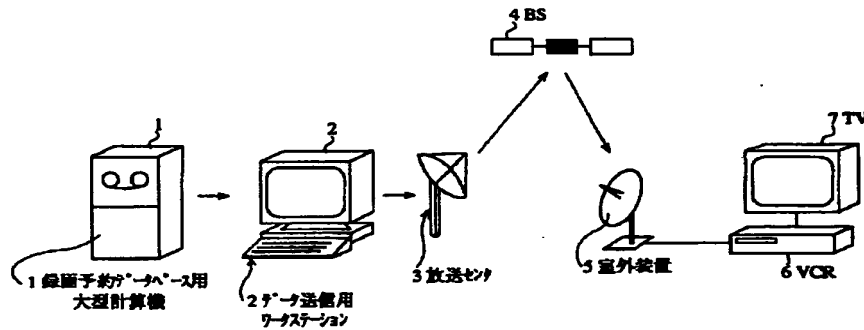 4 BS
1
2
7 TV
1 録画予約データベース用
大型計算機
2 データ送信用
ワークステーション
3 放送センタ
5 室外装置
6 VCR